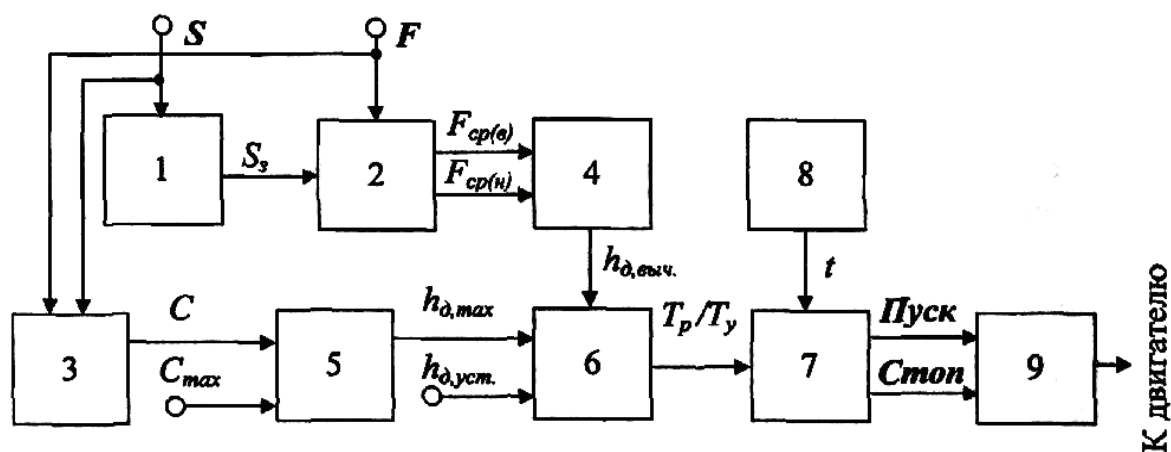 S
F
1
S₃
2
F_ср(в)
F_ср(н)
4
8
h_д,выч.
t
3
C
C_max
5
h_д,max
h_д,уст.
6
T_р/T_у
7
Пуск
Стоп
9
К двигателю